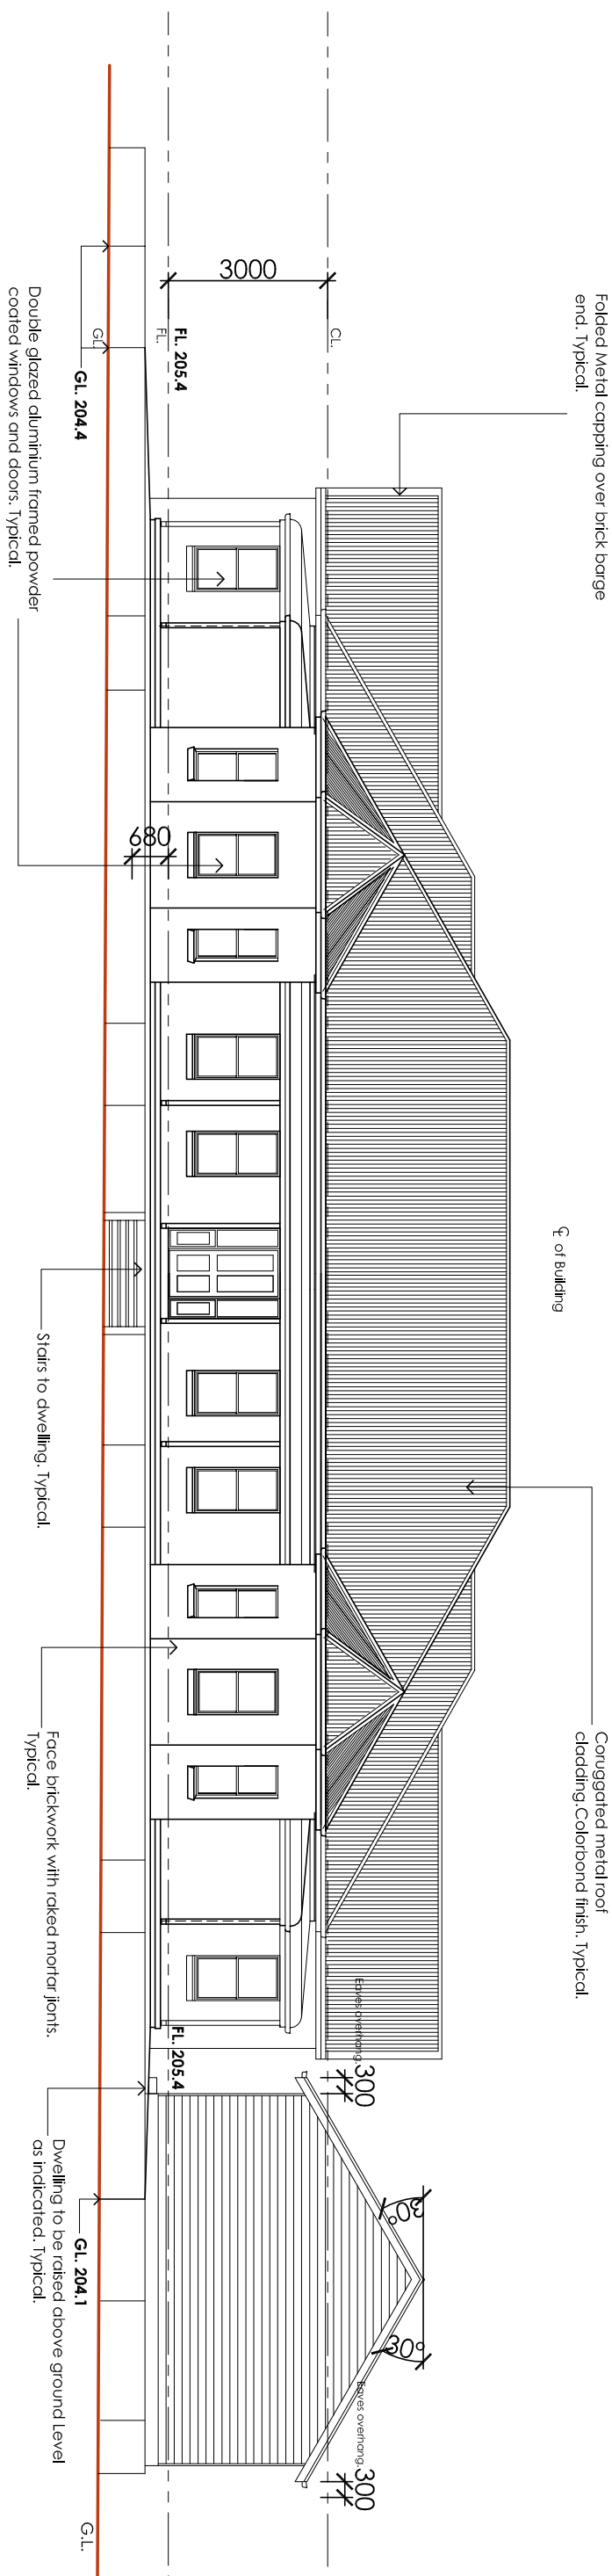 Folded Metal capping over brick barge
end. Typical.
℄ of Building
Coruggated metal roof
cladding.Colorbond finish. Typical.
CL.
3000
FL. 205.4
FL.
GL.
GL. 204.4
Double glazed aluminium framed powder
coated windows and doors. Typical.
680
Stairs to dwelling. Typical.
Face brickwork with raked mortar jionts.
Typical.
Eaves overhang.
300
FL. 205.4
30°
30°
Eaves overhang.
300
GL. 204.1
Dwelling to be raised above ground Level
as indicated. Typical.
G.L.